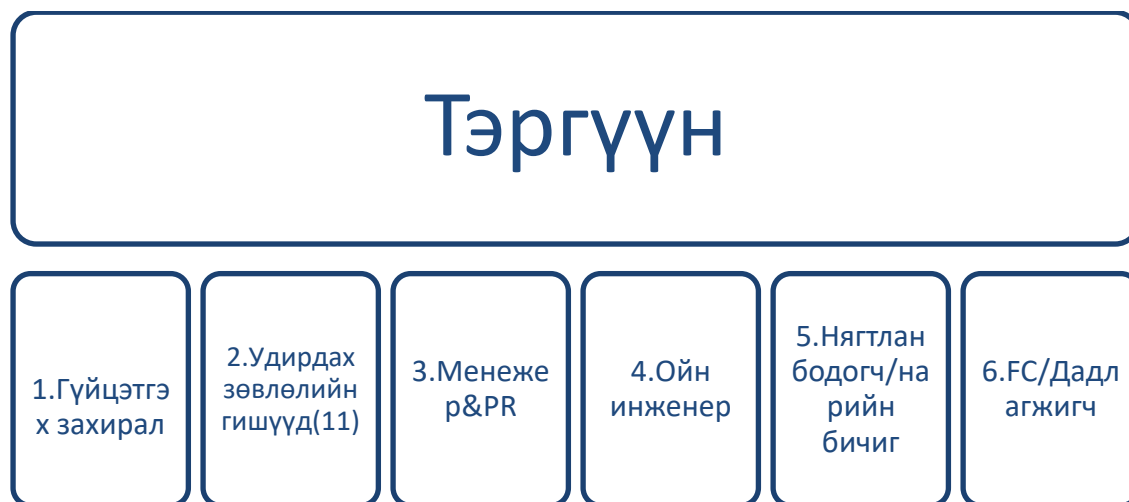 Тэргүүн
1.Гүйцэтгэ
х захирал
2.Удирдах
зөвлөлийн
гишүүд(11)
3.Менеже
р&PR
4.Ойн
инженер
5.Нягтлан
бодогч/на
рийн
бичиг
6.FC/Дадл
агжигч